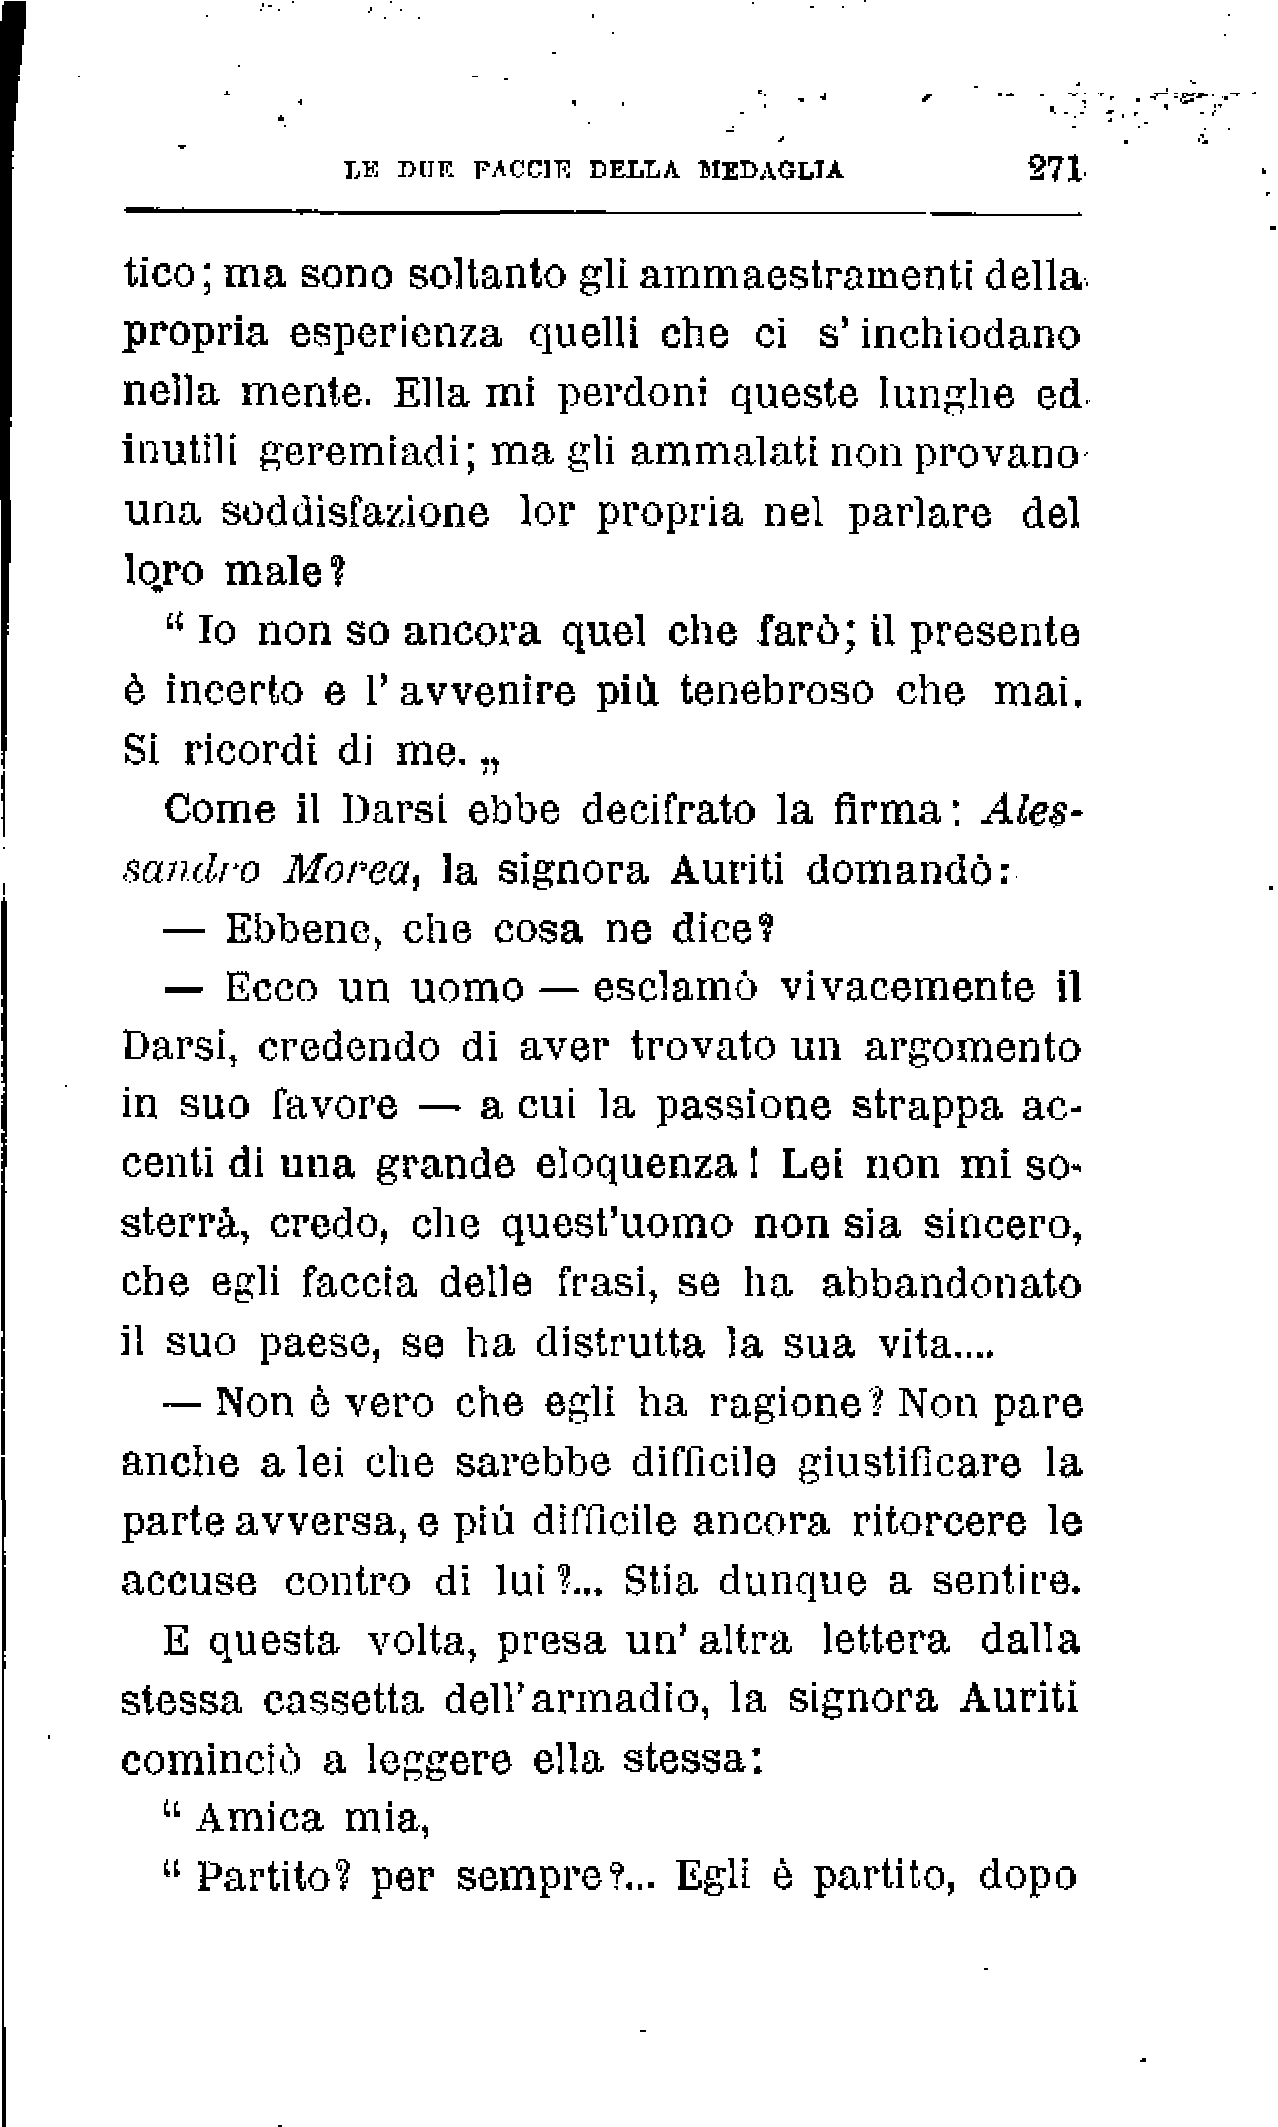 LE DUE FACCIE DELLA MEDAGLIA 271
tico; ma sono soltanto gli ammaestramenti della
propria esperienza quelli che ci s' inchiodano
nella mente. Ella mi perdoni queste lunghe ed
inutili geremiadi; ma gli ammalati non provano
una soddisfazione lor propria nel parlare del
loro male?
“ Io non so ancora quel che farò; il presente
è incerto e l' avvenire più tenebroso che mai.
Si ricordi di me. „
Come il Darsi ebbe decifrato la firma: Ales-
sandro Morea, la signora Auriti domandò:
— Ebbene, che cosa ne dice?
— Ecco un uomo — esclamò vivacemente il
Darsi, credendo di aver trovato un argomento
in suo favore — a cui la passione strappa ac-
centi di una grande eloquenza! Lei non mi so-
sterrà, credo, che quest'uomo non sia sincero,
che egli faccia delle frasi, se ha abbandonato
il suo paese, se ha distrutta la sua vita....
— Non è vero che egli ha ragione? Non pare
anche a lei che sarebbe difficile giustificare la
parte avversa, e più difficile ancora ritorcere le
accuse contro di lui?... Stia dunque a sentire.
E questa volta, presa un' altra lettera dalla
stessa cassetta dell' armadio, la signora Auriti
cominciò a leggere ella stessa:
“ Amica mia,
“ Partito? per sempre?... Egli è partito, dopo